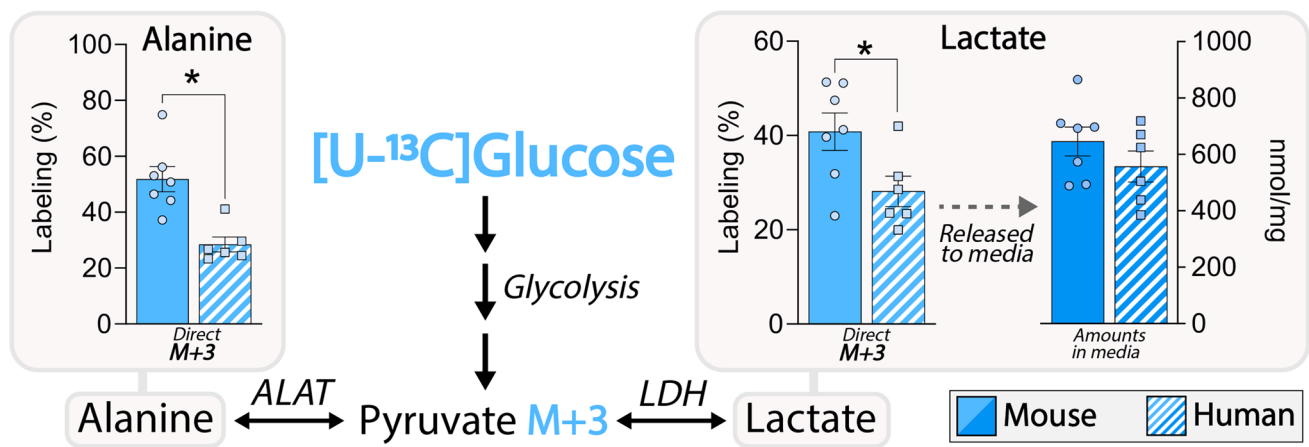 Alanine
100
80
60
40
20
0
Labeling (%)
*
Direct
M+3
[U-¹³C]Glucose
Glycolysis
Lactate
60
40
20
0
Labeling (%)
*
Direct
M+3
Released
to media
1000
800
600
400
200
0
nmol/mg
Amounts
in media
Alanine
ALAT
Pyruvate M+3
LDH
Lactate
Mouse
Human